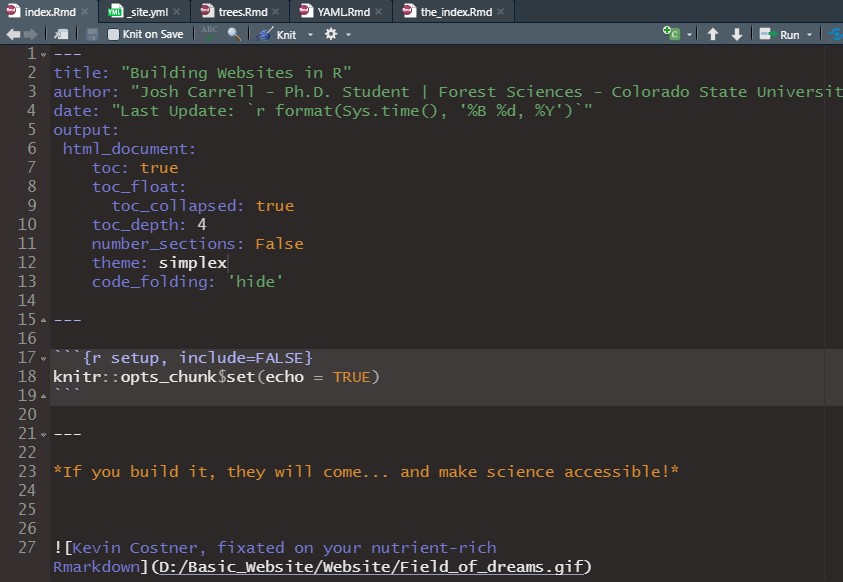 index.Rmd _site.yml trees.Rmd YAML.Rmd the_index.Rmd
Knit on Save ABC Knit Run
1 ---
2 title: "Building Websites in R"
3 author: "Josh Carrell - Ph.D. Student | Forest Sciences - Colorado State Universit
4 date: "Last Update: `r format(Sys.time(), '%B %d, %Y')`"
5 output:
6 html_document:
7 toc: true
8 toc_float:
9 toc_collapsed: true
10 toc_depth: 4
11 number_sections: False
12 theme: simplex
13 code_folding: 'hide'
14
15 ---
16
17 ```{r setup, include=FALSE}
18 knitr::opts_chunk$set(echo = TRUE)
19 ```
20
21 ---
22
23 *If you build it, they will come... and make science accessible!*
24
25
26
27 ![Kevin Costner, fixated on your nutrient-rich
Rmarkdown](D:/Basic_Website/Website/Field_of_dreams.gif)